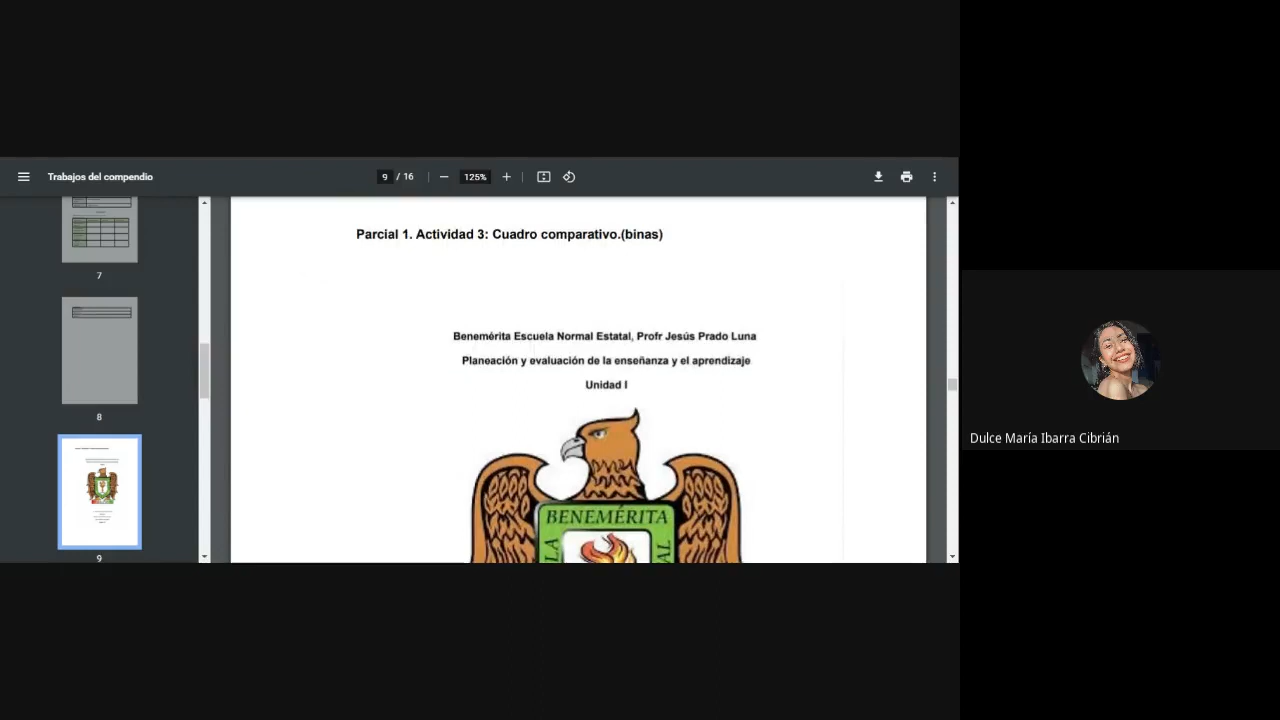 Trabajos del compendio
9 / 16
125%
7
8
9
Parcial 1. Actividad 3: Cuadro comparativo.(binas)
Benemérita Escuela Normal Estatal, Profr Jesús Prado Luna
Planeación y evaluación de la enseñanza y el aprendizaje
Unidad I
BENEMÉRITA
Dulce María Ibarra Cibrián